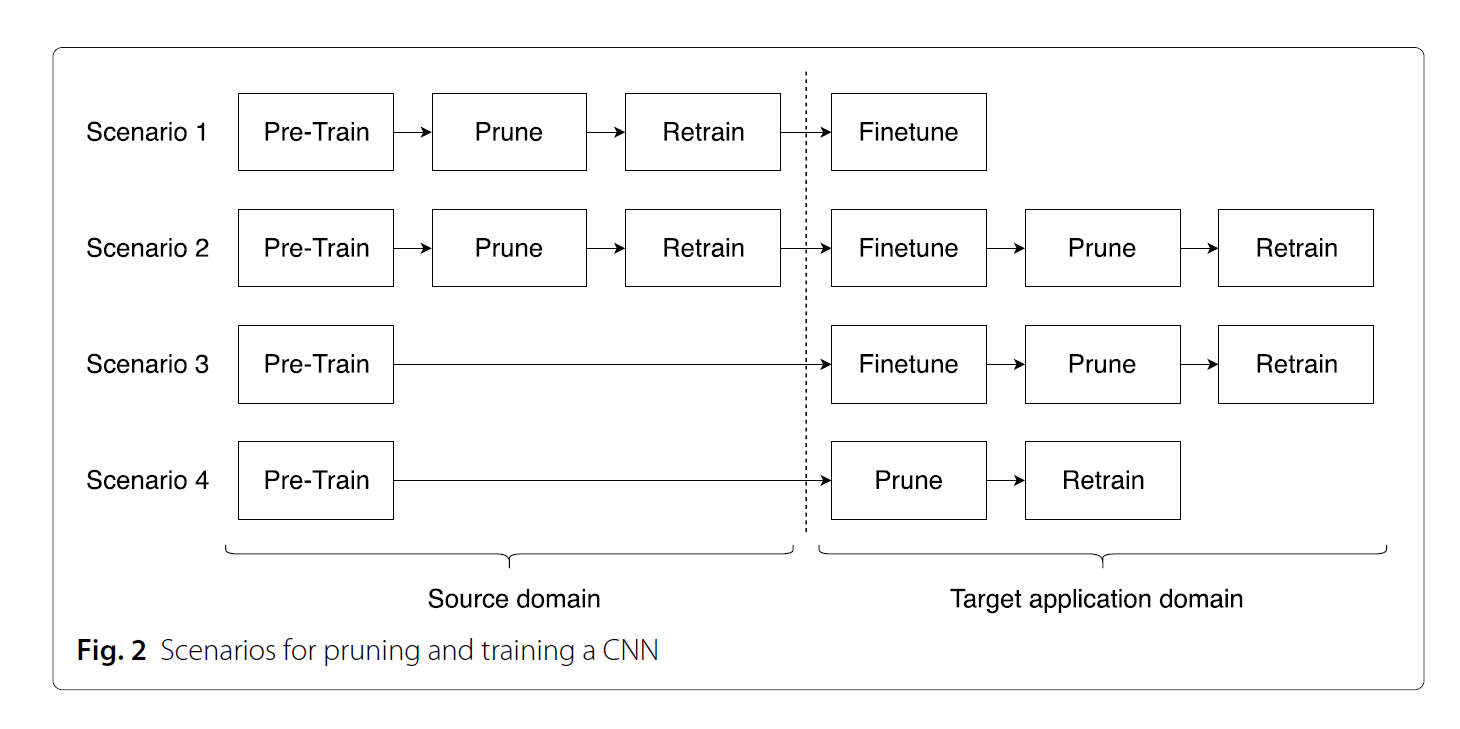 Scenario 1 Pre-Train Prune Retrain Finetune
Scenario 2 Pre-Train Prune Retrain Finetune Prune Retrain
Scenario 3 Pre-Train Finetune Prune Retrain
Scenario 4 Pre-Train Prune Retrain
Source domain Target application domain
Fig. 2 Scenarios for pruning and training a CNN